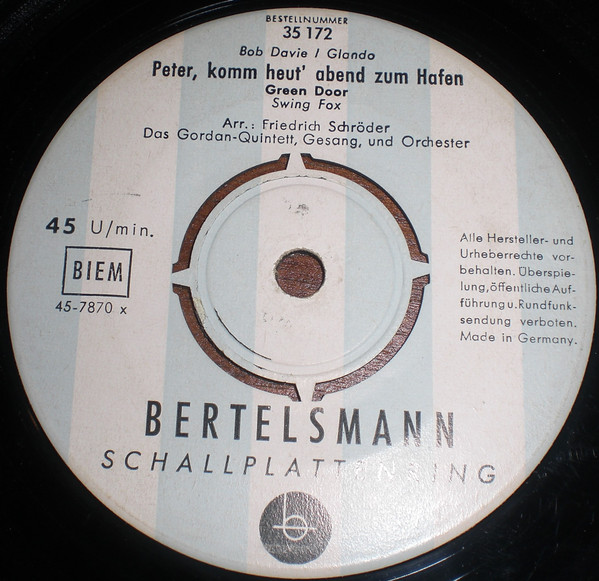 BESTELLNUMMER
35 172
Bob Davie / Glando
Peter, komm heut' abend zum Hafen
Green Door
Swing Fox
Arr.: Friedrich Schröder
Das Gordan-Quintett, Gesang, und Orchester
45 U/min.
BIEM
45-7870 x
Alle Hersteller- und
Urheberrechte vor-
behalten. Überspie-
lung, öffentliche Auf-
führung u. Rundfunk-
sendung verboten.
Made in Germany.
BERTELSMANN
SCHALLPLATTENRING